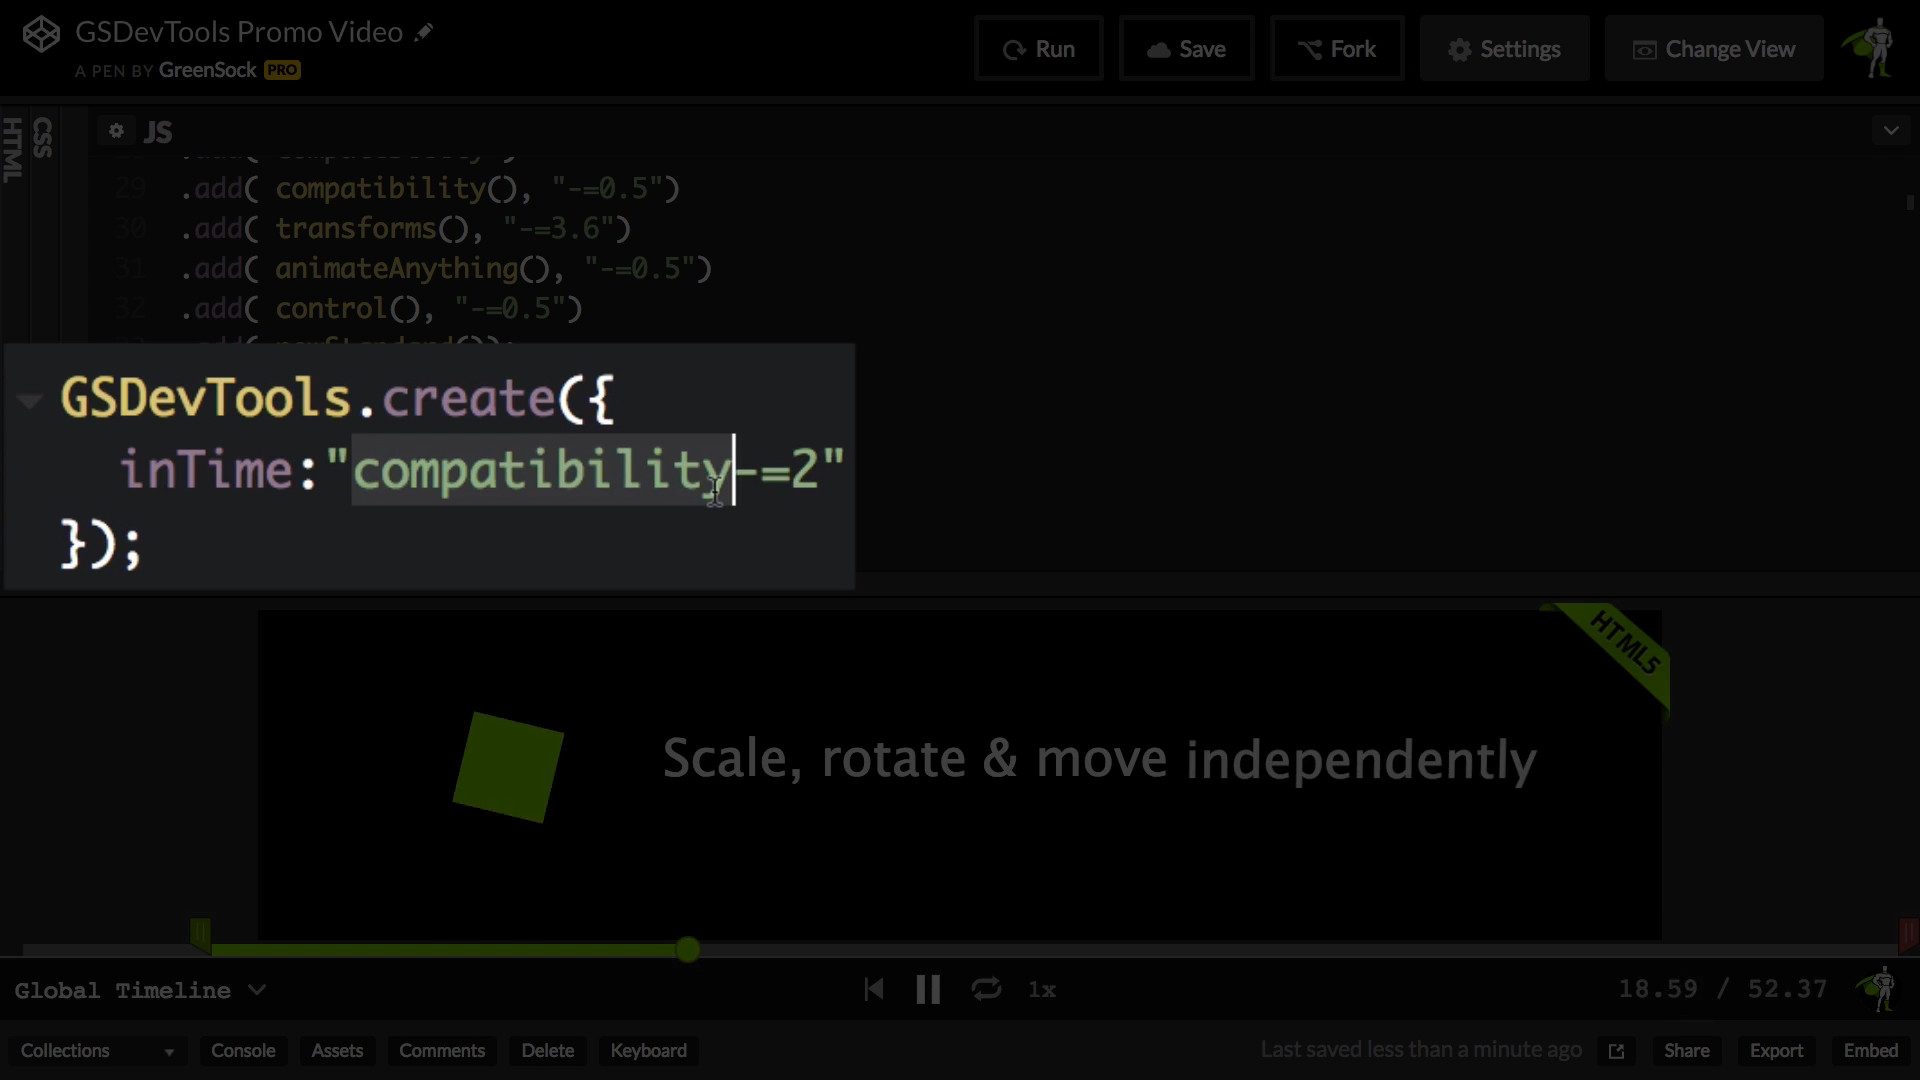 GSDevTools Promo Video
A PEN BY GreenSock PRO
Run
Save
Fork
Settings
Change View
HTML
CSS
JS
29 .add( compatibility(), "-=0.5")
30 .add( transforms(), "-=3.6")
31 .add( animateAnything(), "-=0.5")
32 .add( control(), "-=0.5")
GSDevTools.create({
inTime:"compatibility-=2"
});
HTML5
Scale, rotate & move independently
Global Timeline
1x
18.59 / 52.37
Collections
Console
Assets
Comments
Delete
Keyboard
Last saved less than a minute ago
Share
Export
Embed